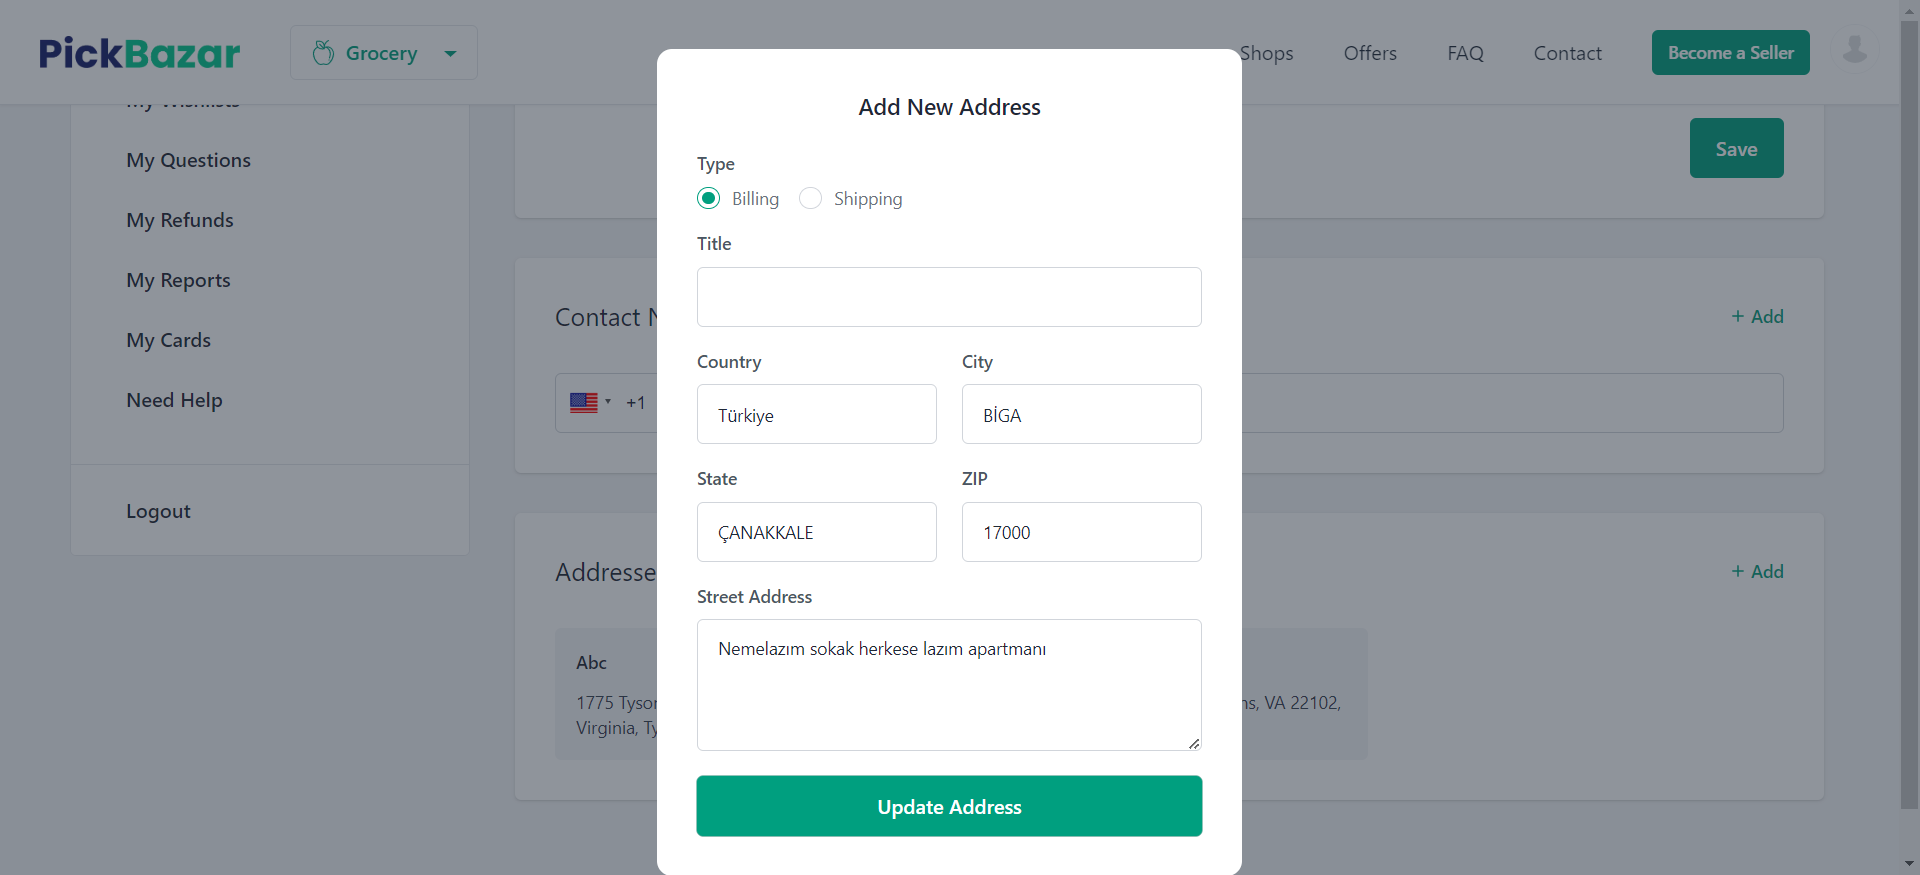 PickBazar
Grocery
Shops
Offers
FAQ
Contact
Become a Seller
My Wishlists
My Questions
My Refunds
My Reports
My Cards
Need Help
Logout
Save
Contact N
+ Add
+1
Addresse
+ Add
Abc
1775 Tyson
Virginia, Ty
ns, VA 22102,
Add New Address
Type
Billing
Shipping
Title
Country
City
Türkiye
BİGA
State
ZIP
ÇANAKKALE
17000
Street Address
Nemelazım sokak herkese lazım apartmanı
Update Address